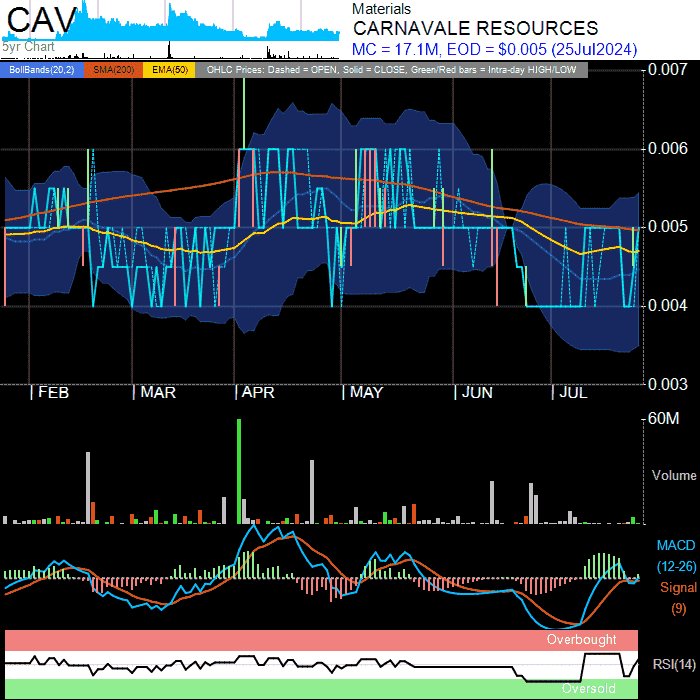 CAV
5yr Chart
Materials
CARNAVALE RESOURCES
MC = 17.1M, EOD = $0.005 (25Jul2024)
BollBands(20,2) SMA(200) EMA(50) OHLC Prices: Dashed = OPEN, Solid = CLOSE, Green/Red bars = Intra-day HIGH/LOW
0.007
0.006
0.005
0.004
0.003
FEB MAR APR MAY JUN JUL
60M
Volume
MACD
(12-26)
Signal
(9)
Overbought
RSI(14)
Oversold